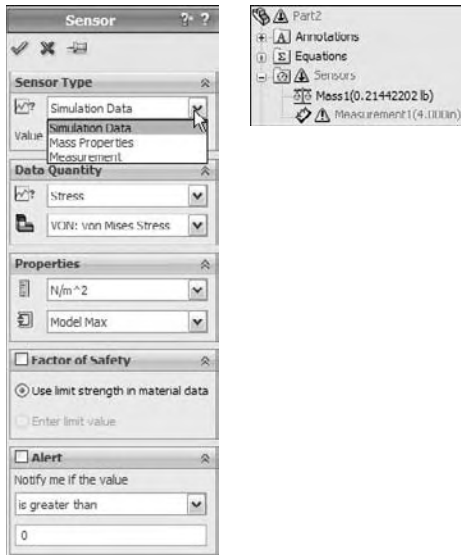 Sensor
Sensor Type
Simulation Data
Value
Simulation Data
Mass Properties
Measurement
Data Quantity
Stress
VON: von Mises Stress
Properties
N/m^2
Model Max
Factor of Safety
Use limit strength in material data
Enter limit value
Alert
Notify me if the value
is greater than
0
Part2
Annotations
Equations
Sensors
Mass1(0.21442202 lb)
Measurement1(4.000in)